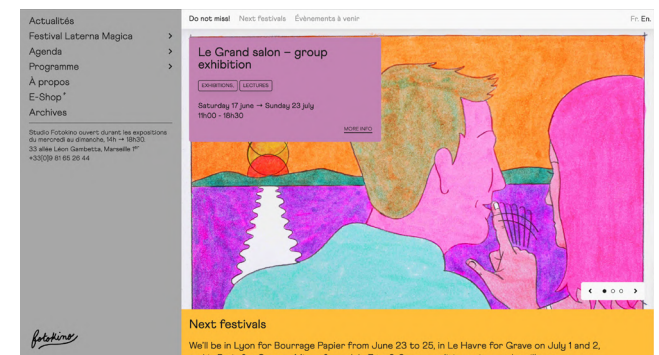 Actualités
Festival Laterna Magica
Agenda
Programme
À propos
E-Shop*
Archives
Studio Fotokino ouvert durant les expositions
du mercredi au dimanche, 14h → 18h30.
33 allée Léon Gambetta, Marseille 1er
+33(0)9 81 65 26 44
fotokino
Do not miss! Next festivals Événements à venir
Fr. En.
Le Grand salon – group
exhibition
EXHIBITIONS, LECTURES
Saturday 17 june → Sunday 23 july
11h00 - 18h30
MORE INFO
Next festivals
We'll be in Lyon for Bourrage Papier from June 23 to 25, in Le Havre for Grave on July 1 and 2,